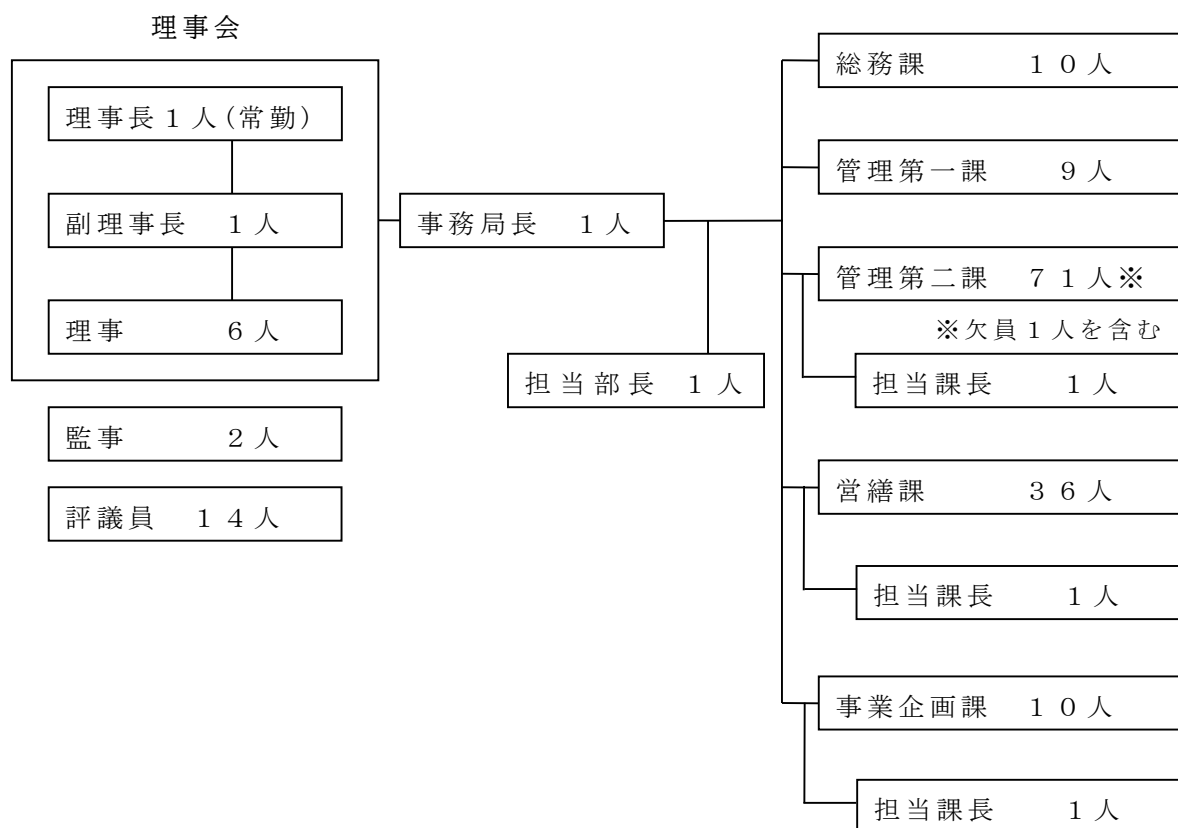 理事会
理事長１人（常勤）
副理事長　１人
理事　　　６人
監事　　　２人
評議員　１４人
事務局長　１人
担当部長　１人
総務課　　　１０人
管理第一課　　９人
管理第二課　７１人※
※欠員１人を含む
担当課長　　１人
営繕課　　　３６人
担当課長　　１人
事業企画課　１０人
担当課長　　１人